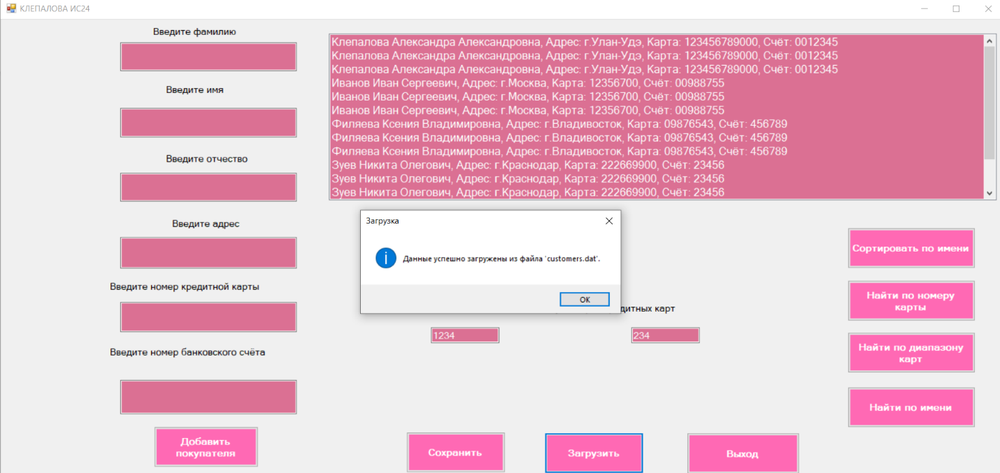 КЛЕПАЛОВА ИС24
Введите фамилию
Введите имя
Введите отчество
Введите адрес
Введите номер кредитной карты
Введите номер банковского счёта
Добавить
покупателя
Клепалова Александра Александровна, Адрес: г.Улан-Удэ, Карта: 123456789000, Счёт: 0012345
Клепалова Александра Александровна, Адрес: г.Улан-Удэ, Карта: 123456789000, Счёт: 0012345
Клепалова Александра Александровна, Адрес: г.Улан-Удэ, Карта: 123456789000, Счёт: 0012345
Иванов Иван Сергеевич, Адрес: г.Москва, Карта: 12356700, Счёт: 00988755
Иванов Иван Сергеевич, Адрес: г.Москва, Карта: 12356700, Счёт: 00988755
Иванов Иван Сергеевич, Адрес: г.Москва, Карта: 12356700, Счёт: 00988755
Филяева Ксения Владимировна, Адрес: г.Владивосток, Карта: 09876543, Счёт: 456789
Филяева Ксения Владимировна, Адрес: г.Владивосток, Карта: 09876543, Счёт: 456789
Филяева Ксения Владимировна, Адрес: г.Владивосток, Карта: 09876543, Счёт: 456789
Зуев Никита Олегович, Адрес: г.Краснодар, Карта: 222669900, Счёт: 23456
Зуев Никита Олегович, Адрес: г.Краснодар, Карта: 222669900, Счёт: 23456
Зуев Никита Олегович, Адрес: г.Краснодар, Карта: 222669900, Счёт: 23456
Загрузка
Данные успешно загружены из файла 'customers.dat'.
ОК
карт
1234
234
Сортировать по имени
Найти по номеру
карты
Найти по диапазону
карт
Найти по имени
Сохранить
Загрузить
Выход